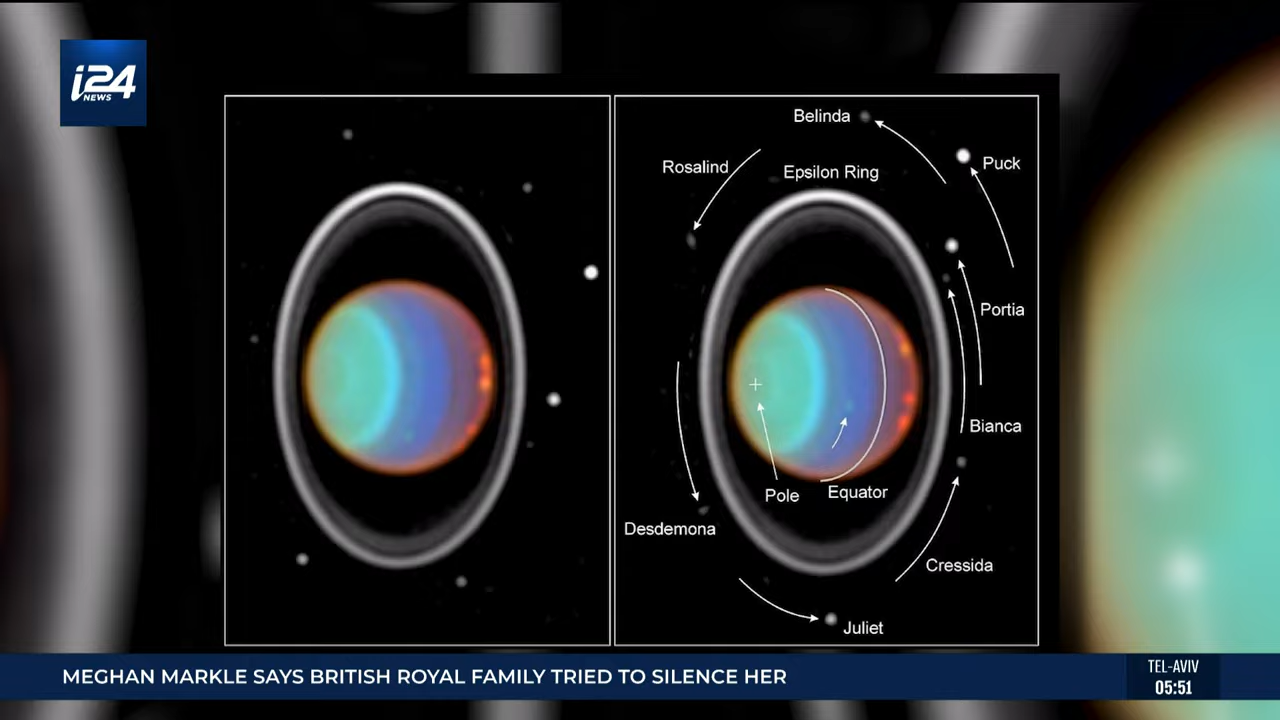 i24
NEWS
Belinda
Puck
Rosalind
Epsilon Ring
Portia
Bianca
Pole
Equator
Desdemona
Cressida
Juliet
MEGHAN MARKLE SAYS BRITISH ROYAL FAMILY TRIED TO SILENCE HER
TEL-AVIV
05:51